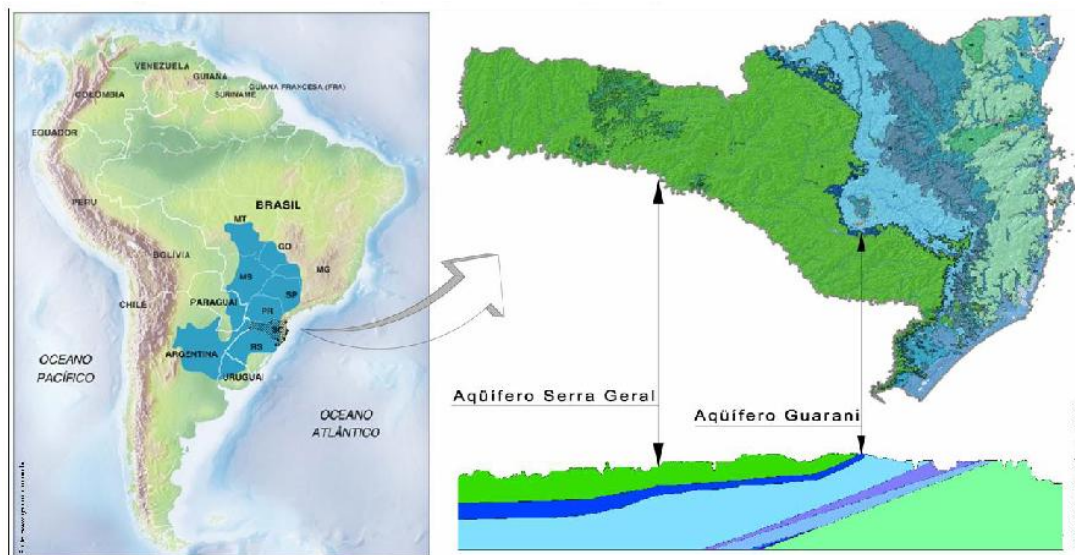 VENEZUELA
GUIANA
SURINAME
GUIANA FRANCESA (FRA)
COLOMBIA
EQUADOR
PERU
BRASIL
MT
BOLÍVIA
GO
MS
MG
SP
PARAGUAI
CHILE
PR
SC
ARGENTINA
RS
URUGUAI
OCEANO
PACÍFICO
OCEANO
ATLÂNTICO
Aqüífero Serra Geral
Aqüífero Guarani